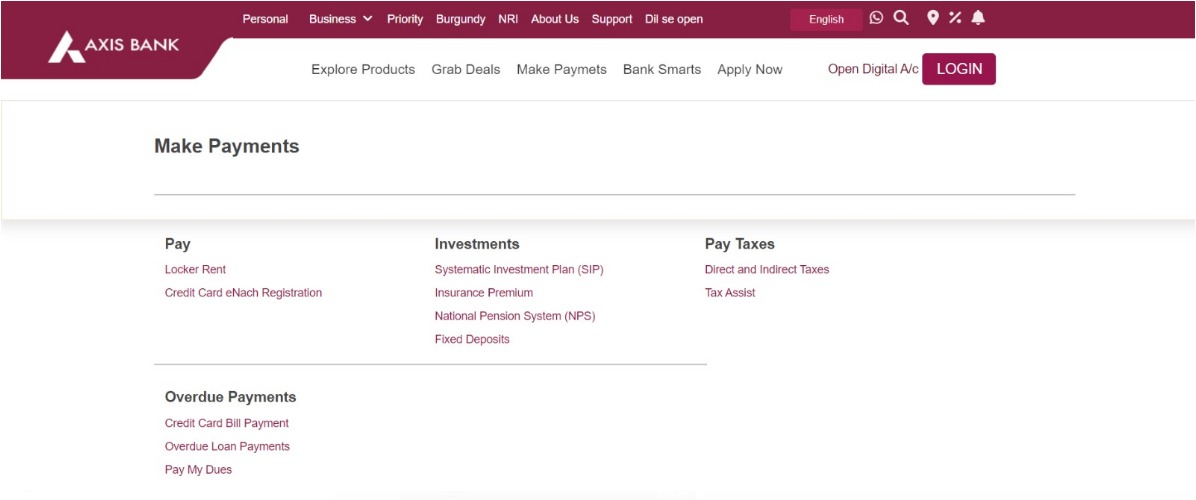 Personal Business Priority Burgundy NRI About Us Support Dil se open English
AXIS BANK
Explore Products Grab Deals Make Paymets Bank Smarts Apply Now Open Digital A/c LOGIN
Make Payments
Pay
Locker Rent
Credit Card eNach Registration
Investments
Systematic Investment Plan (SIP)
Insurance Premium
National Pension System (NPS)
Fixed Deposits
Pay Taxes
Direct and Indirect Taxes
Tax Assist
Overdue Payments
Credit Card Bill Payment
Overdue Loan Payments
Pay My Dues